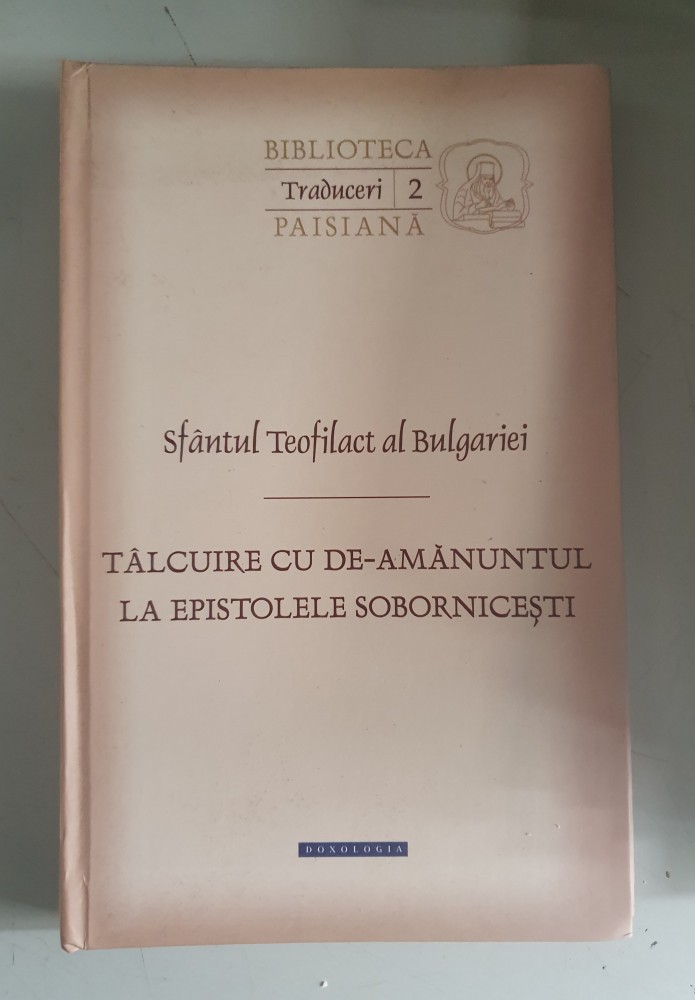 BIBLIOTECA
Traduceri 2
PAISIANĂ
Sfântul Teofilact al Bulgariei
TÂLCUIRE CU DE-AMĂNUNTUL
LA EPISTOLELE SOBORNICEȘTI
DOXOLOGIA